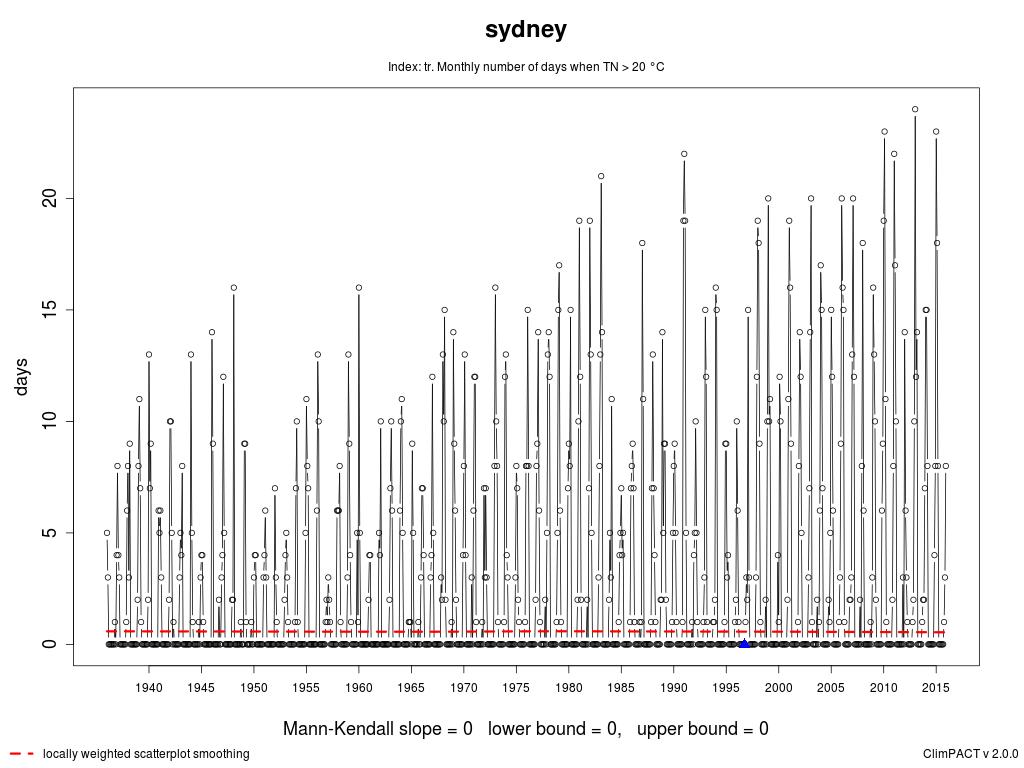 sydney
Index: tr. Monthly number of days when TN > 20 °C
days
20
15
10
5
0
1940 1945 1950 1955 1960 1965 1970 1975 1980 1985 1990 1995 2000 2005 2010 2015
Mann-Kendall slope = 0 lower bound = 0, upper bound = 0
locally weighted scatterplot smoothing
ClimPACT v 2.0.0